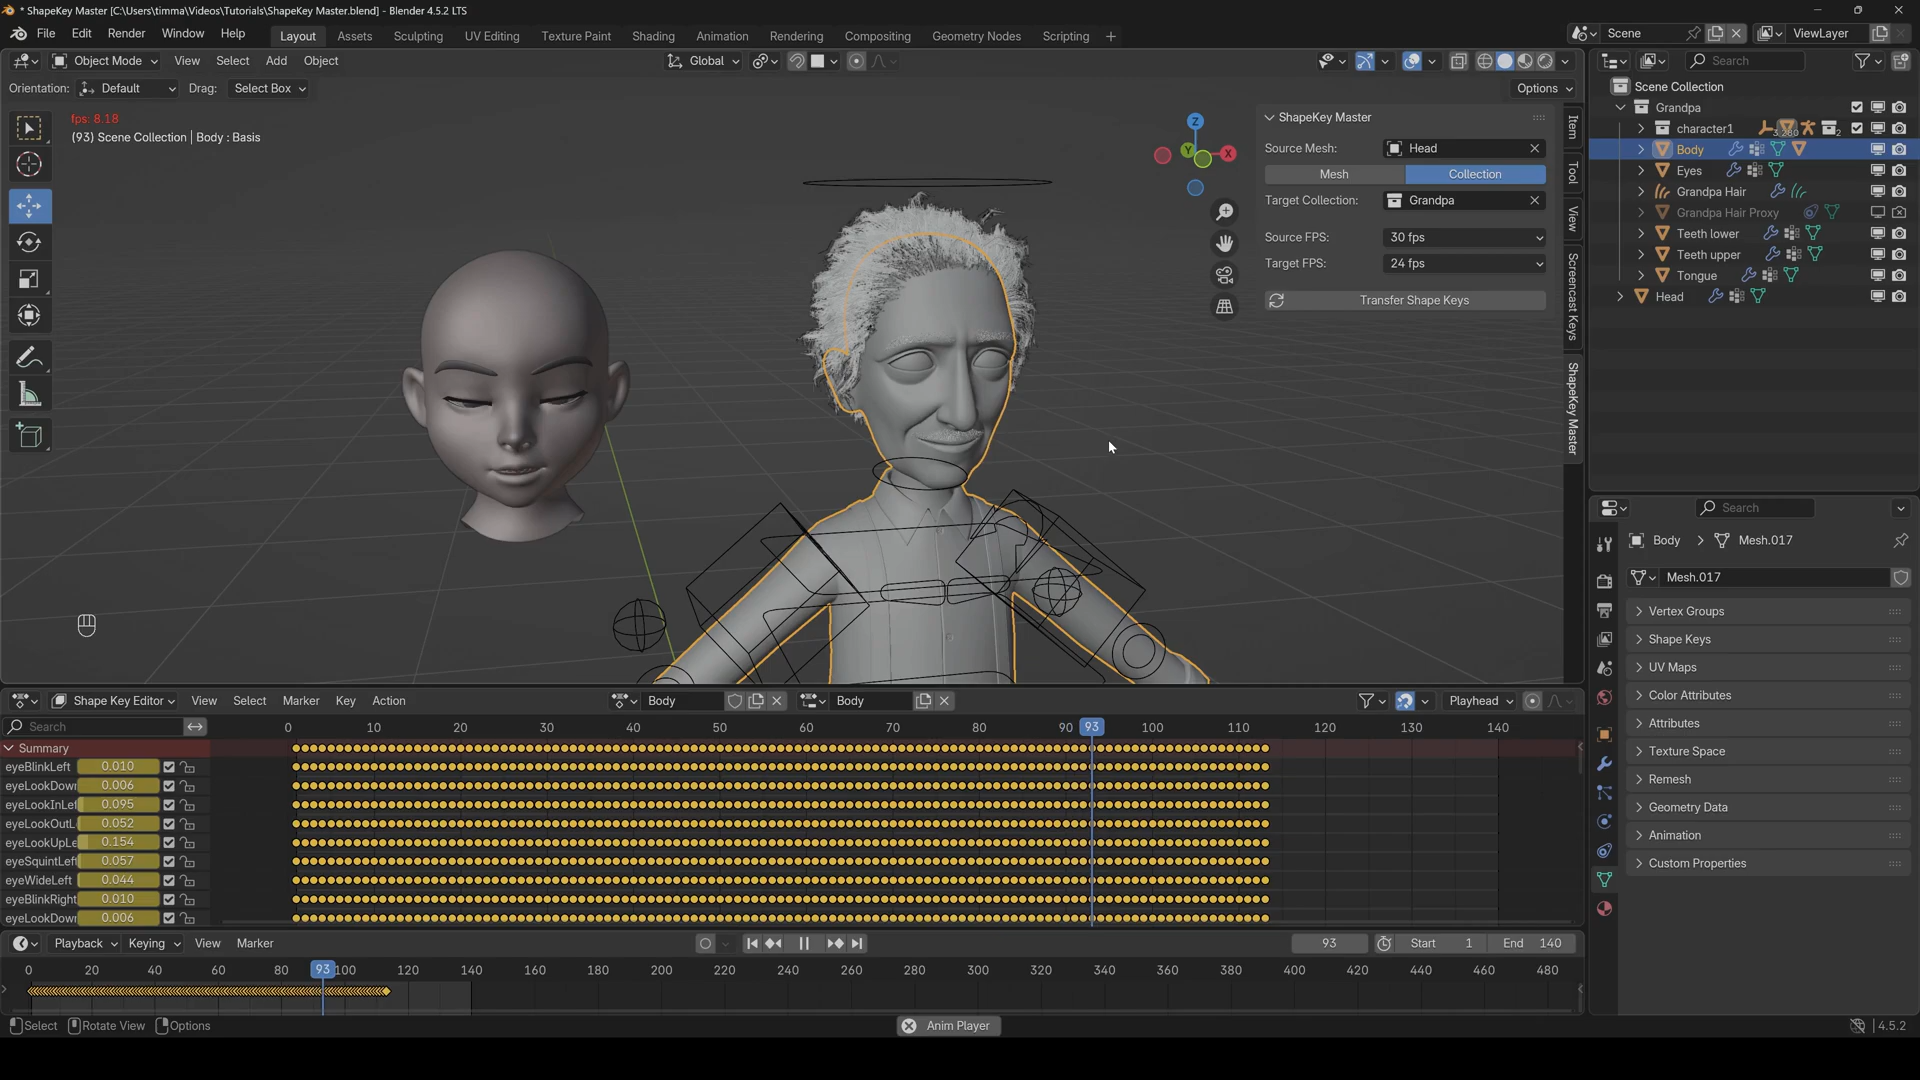 * ShapeKey Master [C:\Users\timma\Videos\Tutorials\ShapeKey Master.blend] - Blender 4.5.2 LTS
File Edit Render Window Help Layout Assets Sculpting UV Editing Texture Paint Shading Animation Rendering Compositing Geometry Nodes Scripting + Scene ViewLayer
Object Mode View Select Add Object Global Search
Orientation: Default Drag: Select Box Options
Scene Collection
Grandpa
character1 2
Body
Eyes
Grandpa Hair
Grandpa Hair Proxy
Teeth lower
Teeth upper
Tongue
Head
fps: 8.18
(93) Scene Collection | Body : Basis
Z
Y
X
ShapeKey Master
Source Mesh: Head
Mesh Collection
Target Collection: Grandpa
Source FPS: 30 fps
Target FPS: 24 fps
Transfer Shape Keys
Item
Tool
View
Screencast Keys
ShapeKey Master
Search
Body > Mesh.017
Mesh.017
Vertex Groups
Shape Keys
UV Maps
Color Attributes
Attributes
Texture Space
Remesh
Geometry Data
Animation
Custom Properties
Shape Key Editor View Select Marker Key Action Body Body Playhead
Search 0 10 20 30 40 50 60 70 80 90 93 100 110 120 130 140
Summary
eyeBlinkLeft 0.010
eyeLookDown 0.006
eyeLookInLef 0.095
eyeLookOutL 0.052
eyeLookUpLe 0.154
eyeSquintLeft 0.057
eyeWideLeft 0.044
eyeBlinkRight 0.010
eyeLookDown 0.006
Playback Keying View Marker 93 Start 1 End 140
0 20 40 60 80 93 100 120 140 160 180 200 220 240 260 280 300 320 340 360 380 400 420 440 460 480
Select Rotate View Options Anim Player 4.5.2